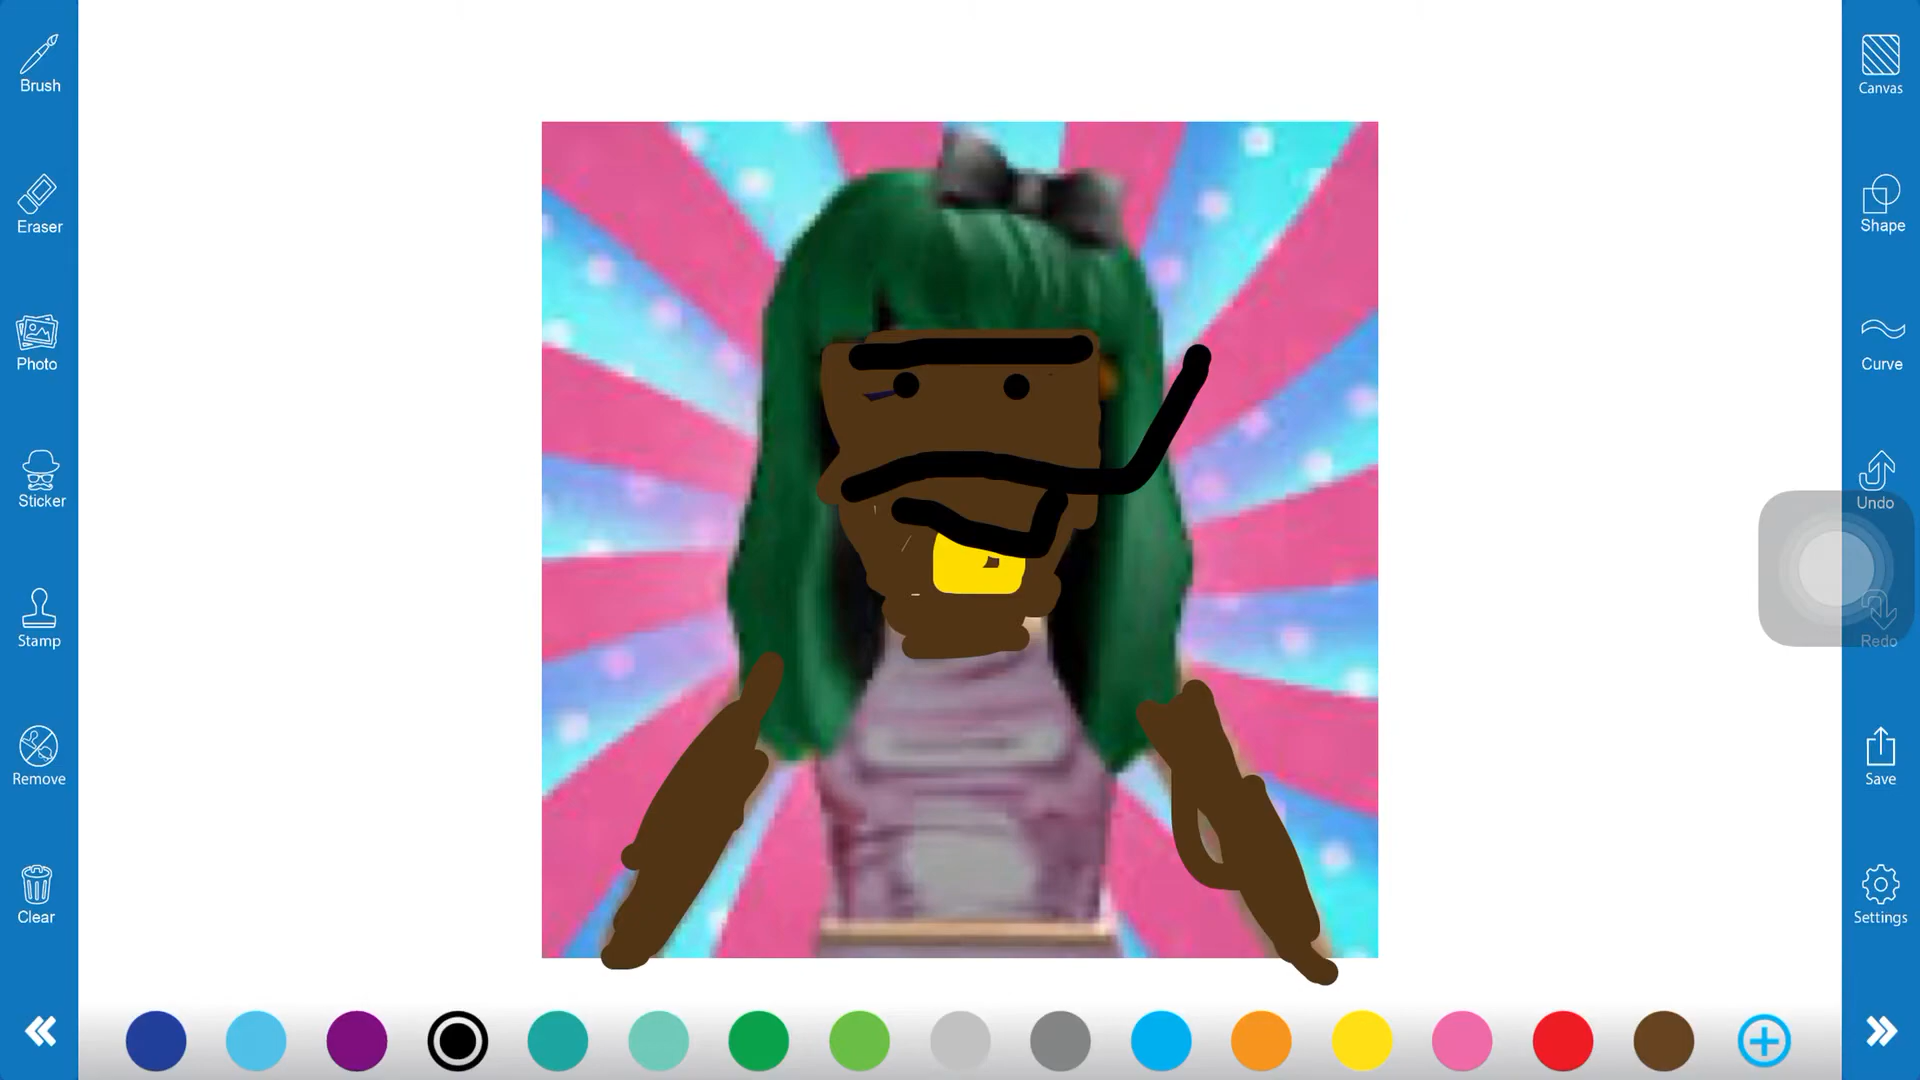 Brush
Eraser
Photo
Sticker
Stamp
Remove
Clear
Canvas
Shape
Curve
Undo
Redo
Save
Settings